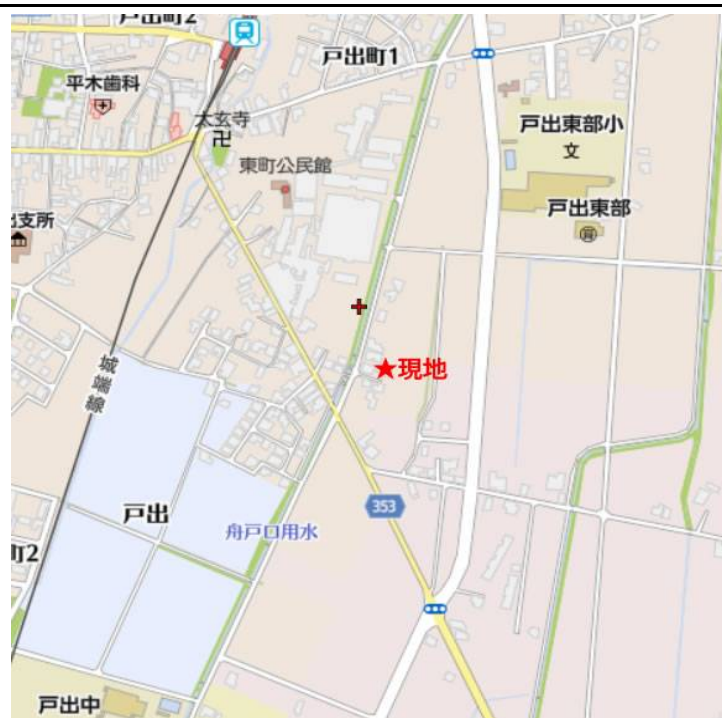 戸出町2
戸出町1
平木歯科
太玄寺
卍
東町公民館
戸出東部小
文
戸出東部
出支所
城端線
★現地
353
戸出
舟戸口用水
町2
戸出中